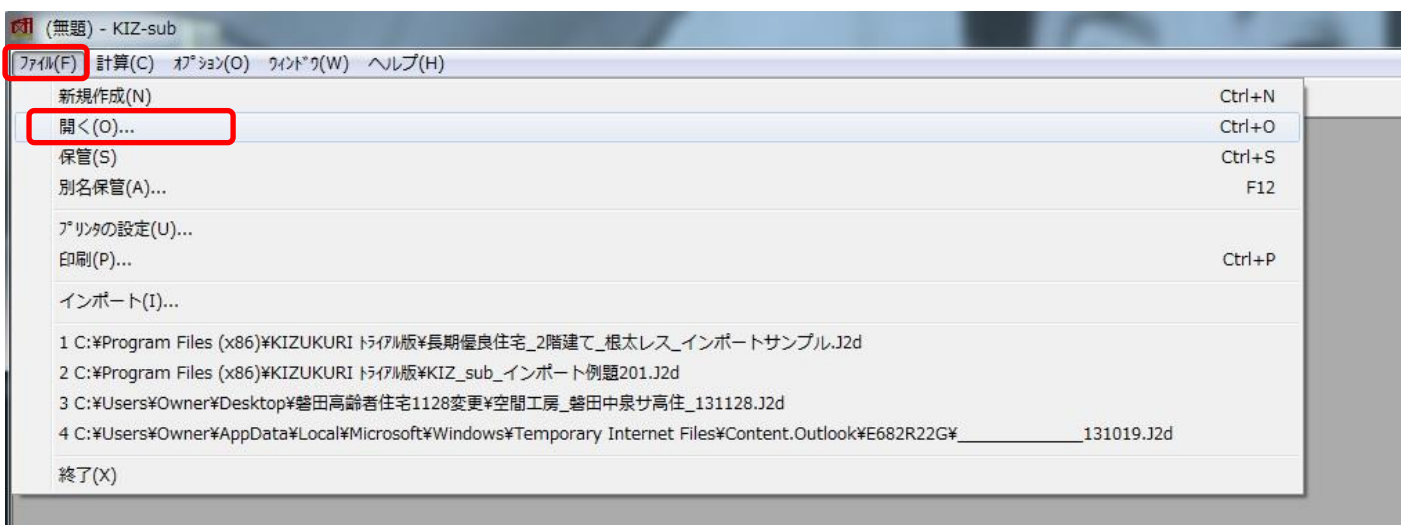 (無題) - KIZ-sub
ﾌｧｲﾙ(F) 計算(C) ｵﾌﾟｼｮﾝ(O) ｳｨﾝﾄﾞｳ(W) ヘルプ(H)
新規作成(N) Ctrl+N
開く(O)... Ctrl+O
保管(S) Ctrl+S
別名保管(A)... F12
ﾌﾟﾘﾝﾀの設定(U)...
印刷(P)... Ctrl+P
インポート(I)...
1 C:¥Program Files (x86)¥KIZUKURI ﾄﾗｲｱﾙ版¥長期優良住宅_2階建て_根太レス_インポートサンプル.J2d
2 C:¥Program Files (x86)¥KIZUKURI ﾄﾗｲｱﾙ版¥KIZ_sub_インポート例題201.J2d
3 C:¥Users¥Owner¥Desktop¥磐田高齢者住宅1128変更¥空間工房_磐田中泉サ高住_131128.J2d
4 C:¥Users¥Owner¥AppData¥Local¥Microsoft¥Windows¥Temporary Internet Files¥Content.Outlook¥E682R22G¥______________131019.J2d
終了(X)